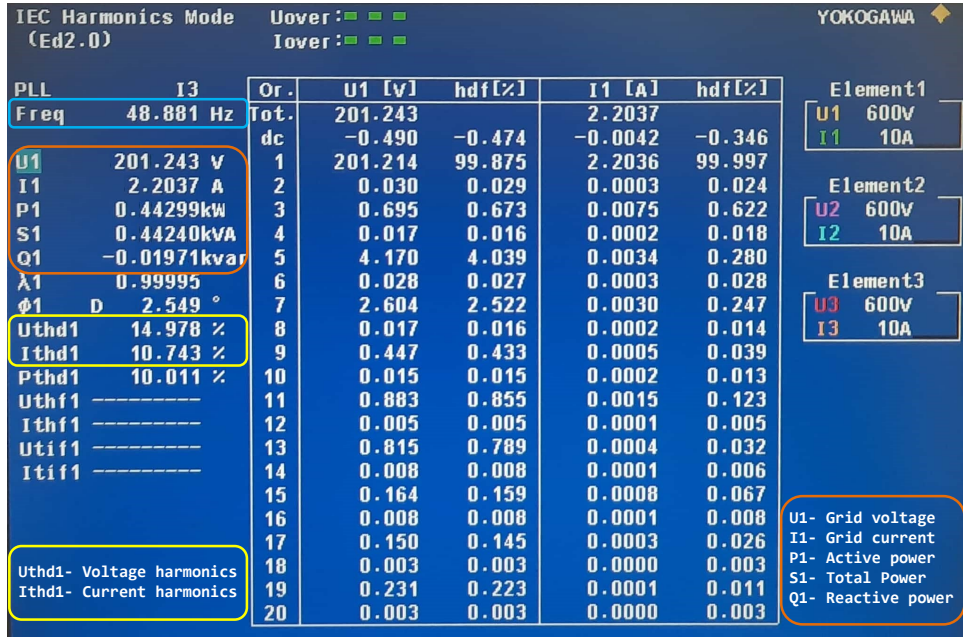 IEC Harmonics Mode Uover: YOKOGAWA
(Ed2.0) Iover:
PLL I3
Freq 48.881 Hz
U1 201.243 V
I1 2.2037 A
P1 0.44299kW
S1 0.44240kVA
Q1 -0.01971kvar
λ1 0.99995
φ1 D 2.549 °
Uthd1 14.978 %
Ithd1 10.743 %
Pthd1 10.011 %
Uthf1 ---------
Ithf1 ---------
Utif1 ---------
Itif1 ---------
Uthd1- Voltage harmonics
Ithd1- Current harmonics
Or. U1 [V] hdf[%] I1 [A] hdf[%]
Tot. 201.243 2.2037
dc -0.490 -0.474 -0.0042 -0.346
1 201.214 99.875 2.2036 99.997
2 0.030 0.029 0.0003 0.024
3 0.695 0.673 0.0075 0.622
4 0.017 0.016 0.0002 0.018
5 4.170 4.039 0.0034 0.280
6 0.028 0.027 0.0003 0.028
7 2.604 2.522 0.0030 0.247
8 0.017 0.016 0.0002 0.014
9 0.447 0.433 0.0005 0.039
10 0.015 0.015 0.0002 0.013
11 0.883 0.855 0.0015 0.123
12 0.005 0.005 0.0001 0.005
13 0.815 0.789 0.0004 0.032
14 0.008 0.008 0.0001 0.006
15 0.164 0.159 0.0008 0.067
16 0.008 0.008 0.0001 0.008
17 0.150 0.145 0.0003 0.026
18 0.003 0.003 0.0000 0.003
19 0.231 0.223 0.0001 0.011
20 0.003 0.003 0.0000 0.003
Element1
U1 600V
I1 10A
Element2
U2 600V
I2 10A
Element3
U3 600V
I3 10A
U1- Grid voltage
I1- Grid current
P1- Active power
S1- Total Power
Q1- Reactive power